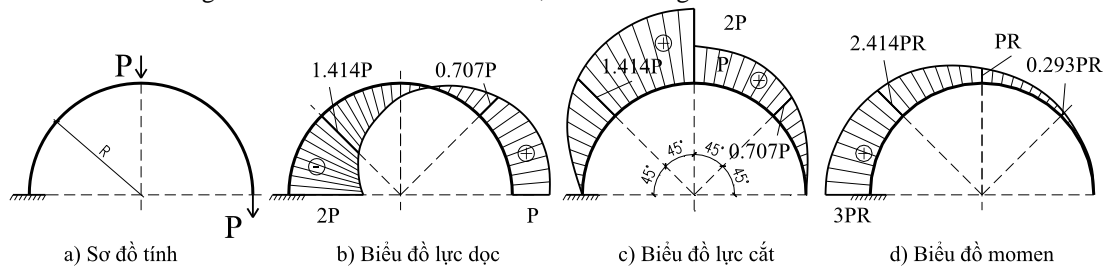 P
R
P
a) Sơ đồ tính
1.414P
0.707P
2P
P
b) Biểu đồ lực dọc
2P
1.414P
P
0.707P
45° 45° 45° 45°
c) Biểu đồ lực cắt
2.414PR
PR
0.293PR
3PR
d) Biểu đồ momen